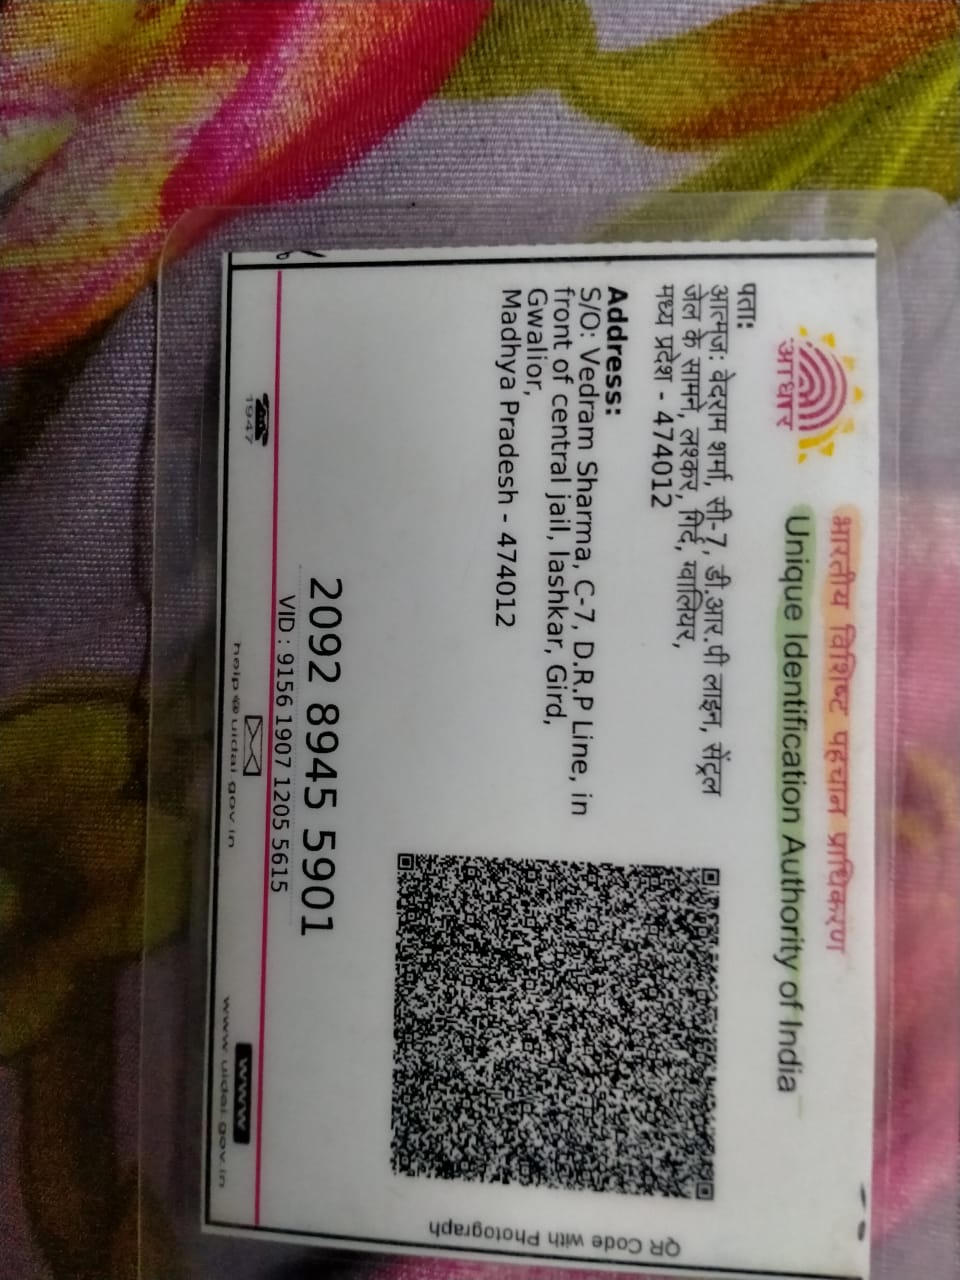 आधार
भारतीय विशिष्ट पहचान प्राधिकरण
Unique Identification Authority of India
पताः
आत्मजः वेदराम शर्मा, सी-7, डी.आर.पी लाइन, सेंट्रल
जेल के सामने, लश्कर, गिर्द, ग्वालियर,
मध्य प्रदेश - 474012
Address:
S/O: Vedram Sharma, C-7, D.R.P Line, in
front of central jail, lashkar, Gird,
Gwalior,
Madhya Pradesh - 474012
QR Code with Photograph
2092 8945 5901
VID : 9156 1907 1205 5615
1947
help@uidai.gov.in
www
www.uidai.gov.in